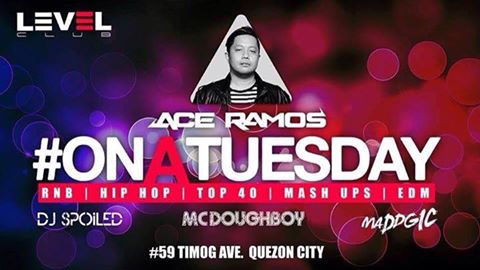 LEVEL
CLUB
ACE RAMOS
#ONATUESDAY
RNB | HIP HOP | TOP 40 | MASH UPS | EDM
DJ SPOILED MC DOUGHBOY MADDGIC
#59 TIMOG AVE. QUEZON CITY